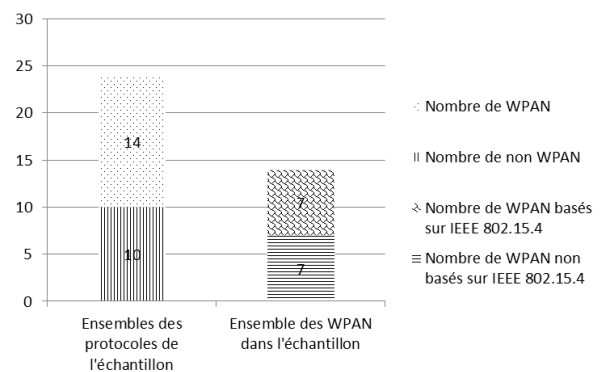 30
25
20
15
10
5
0
14
10
7
7
Ensembles des
protocoles de
l'échantillon
Ensemble des WPAN
dans l'échantillon
Nombre de WPAN
Nombre de non WPAN
Nombre de WPAN basés
sur IEEE 802.15.4
Nombre de WPAN non
basés sur IEEE 802.15.4